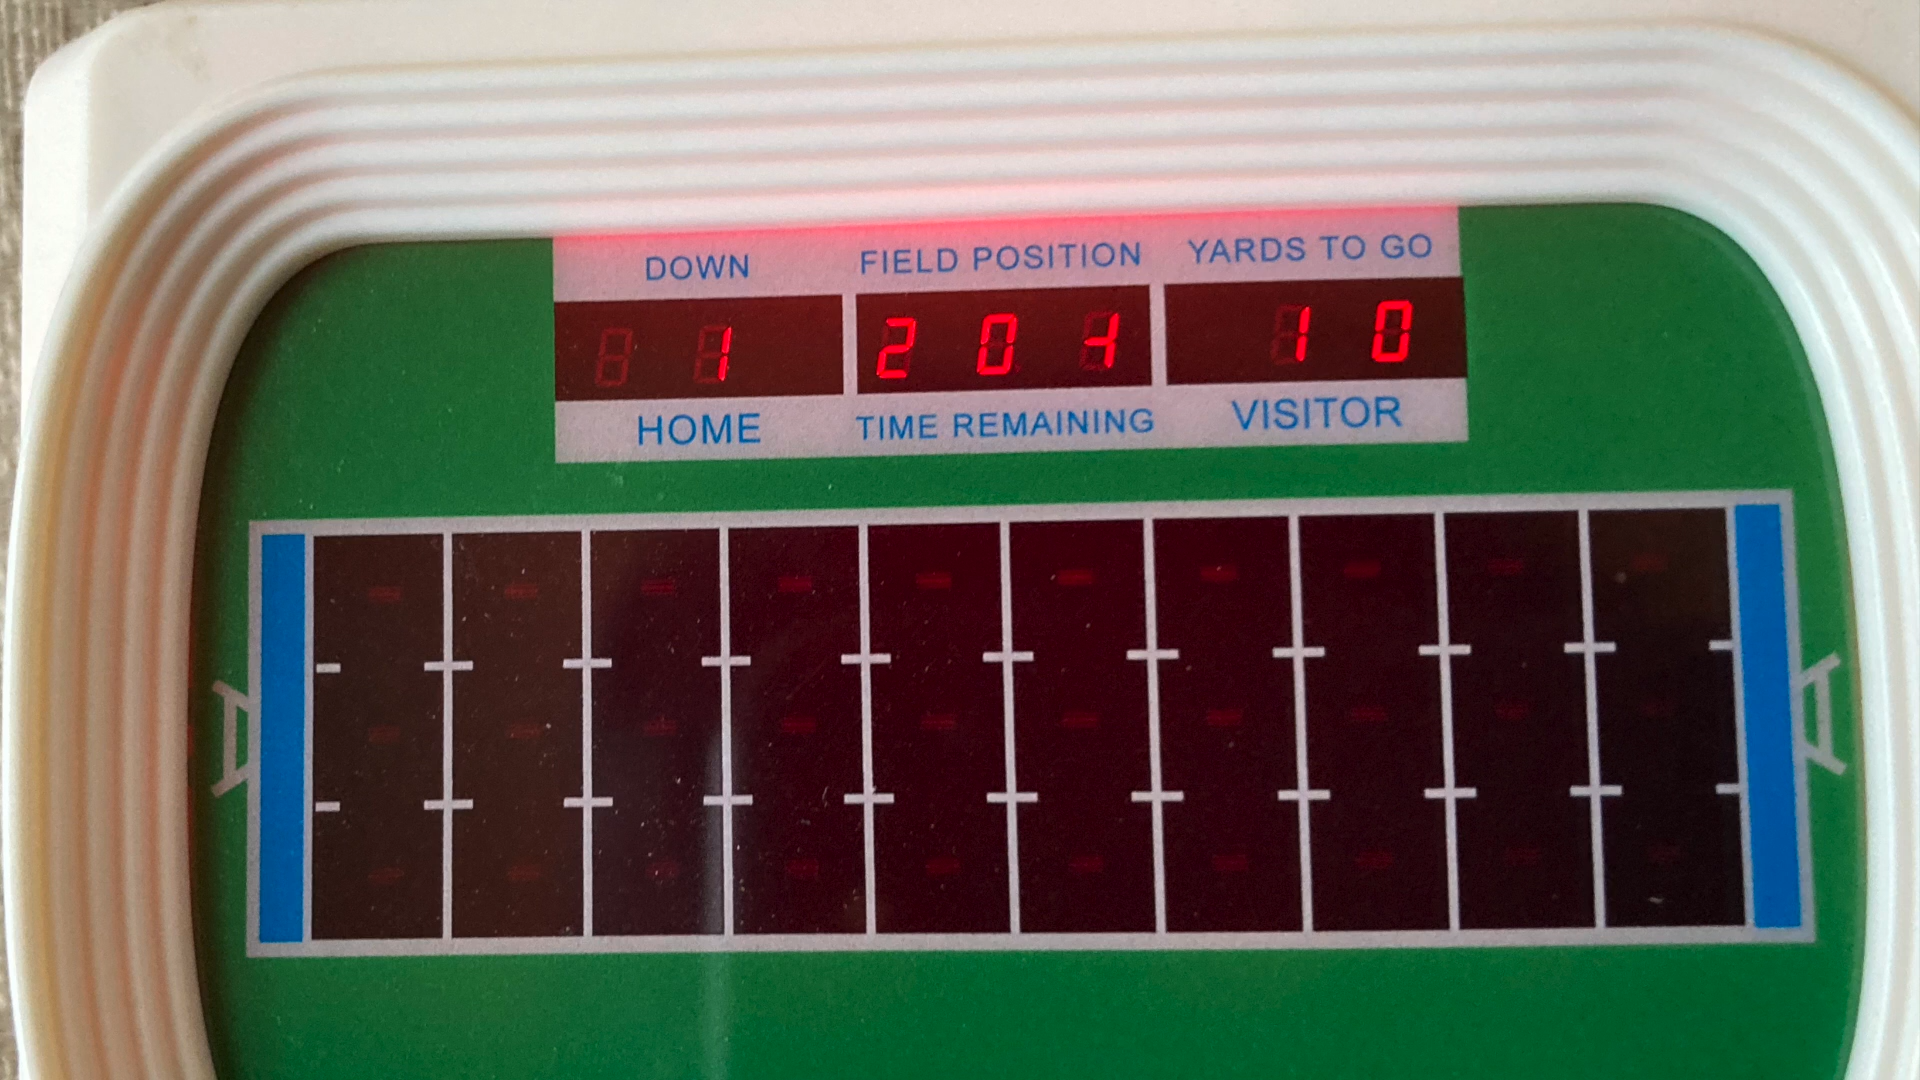 DOWN FIELD POSITION YARDS TO GO
1 20⊣ 10
HOME TIME REMAINING VISITOR